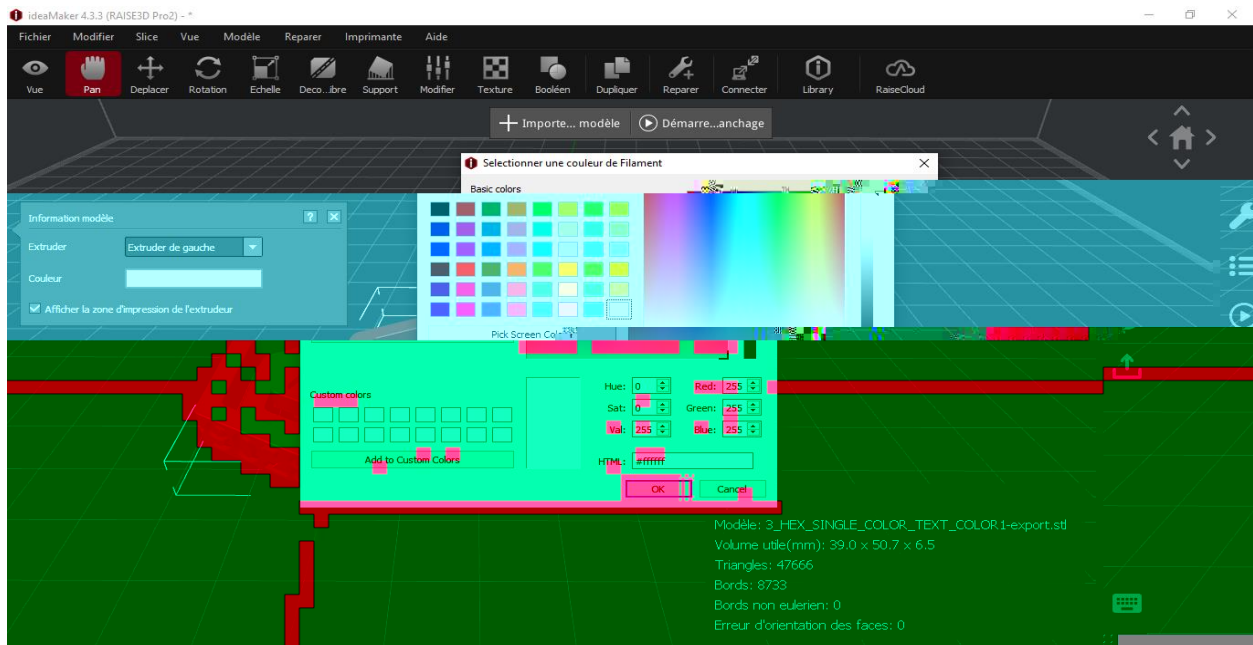 ideaMaker 4.3.3 (RAISE3D Pro2) - *
Fichier Modifier Slice Vue Modèle Reparer Imprimante Aide
Vue Pan Deplacer Rotation Echelle Deco...ibre Support Modifier Texture Booléen Dupliquer Reparer Connecter Library RaiseCloud
Importe... modèle Démarre...anchage
Selectionner une couleur de Filament
Basic colors
Information modèle
Extruder Extruder de gauche
Couleur
Afficher la zone d'impression de l'extrudeur
Pick Screen Color
Hue: 0 Red: 255
Custom colors
Sat: 0 Green: 255
Val: 255 Blue: 255
Add to Custom Colors
HTML: #ffffff
OK Cancel
Modèle: 3_HEX_SINGLE_COLOR_TEXT_COLOR1-export.stl
Volume utile(mm): 39.0 x 50.7 x 6.5
Triangles: 47666
Bords: 8733
Bords non eulerien: 0
Erreur d'orientation des faces: 0